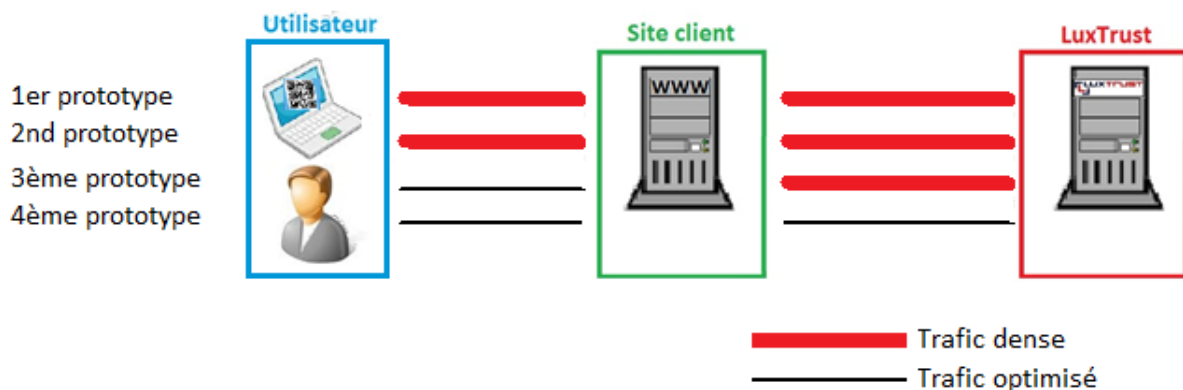 Utilisateur
Site client
LuxTrust
1er prototype
2nd prototype
3ème prototype
4ème prototype
WWW
LUXTRUST
Trafic dense
Trafic optimisé